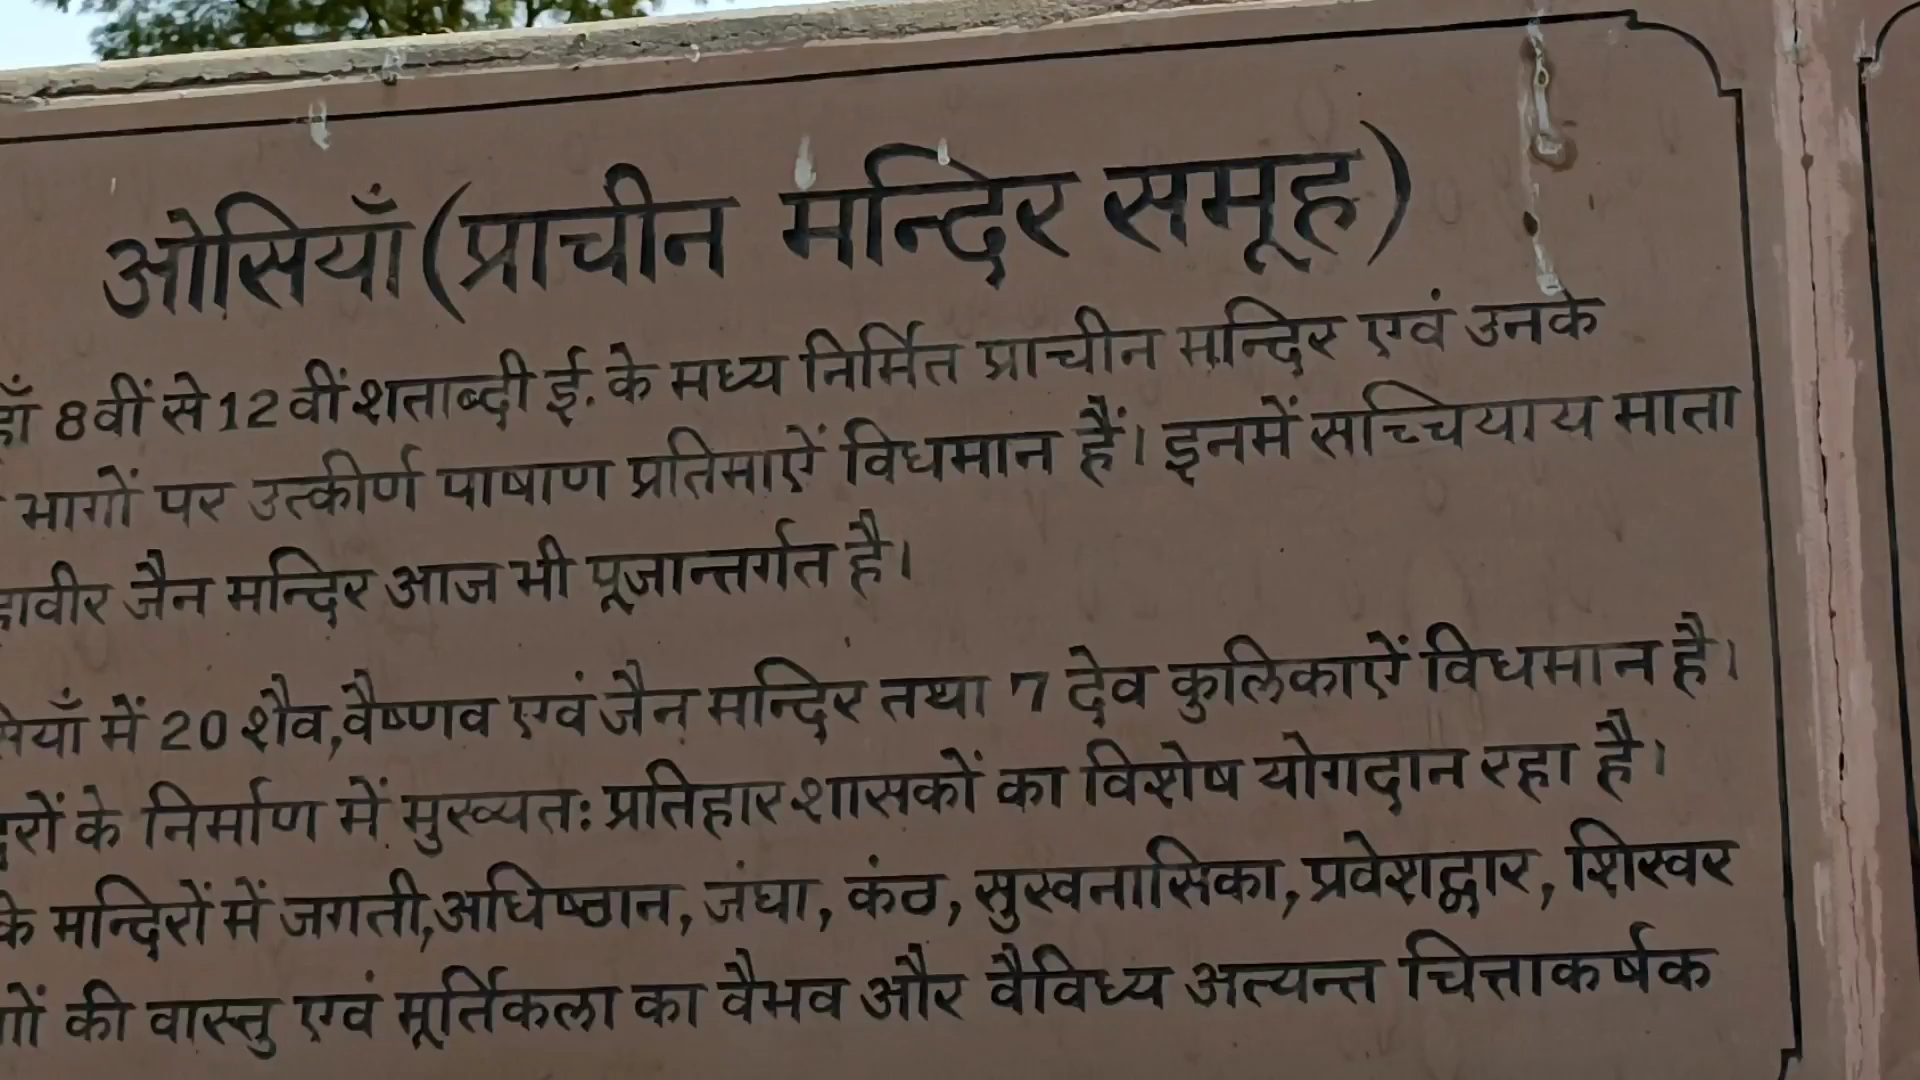 ओसियाँ (प्राचीन मन्दिर समूह)
8वीं से 12 वीं शताब्दी ई. के मध्य निर्मित प्राचीन मन्दिर एवं उनके
भागों पर उत्कीर्ण पाषाण प्रतिमाऐं विधमान हैं। इनमें सच्चियाय माता
जैन मन्दिर आज भी पूजान्तर्गत है।
में 20 शैव, वैष्णव एवं जैन मन्दिर तथा 7 देव कुलिकाऐं विधमान है।
के निर्माण में मुख्यतः प्रतिहार शासकों का विशेष योगदान रहा है।
के मन्दिरों में जगती, अधिष्ठान, जंघा, कंठ, सुखनासिका, प्रवेशद्वार, शिखर
की वास्तु एवं मूर्तिकला का वैभव और वैविध्य अत्यन्त चित्ताकर्षक